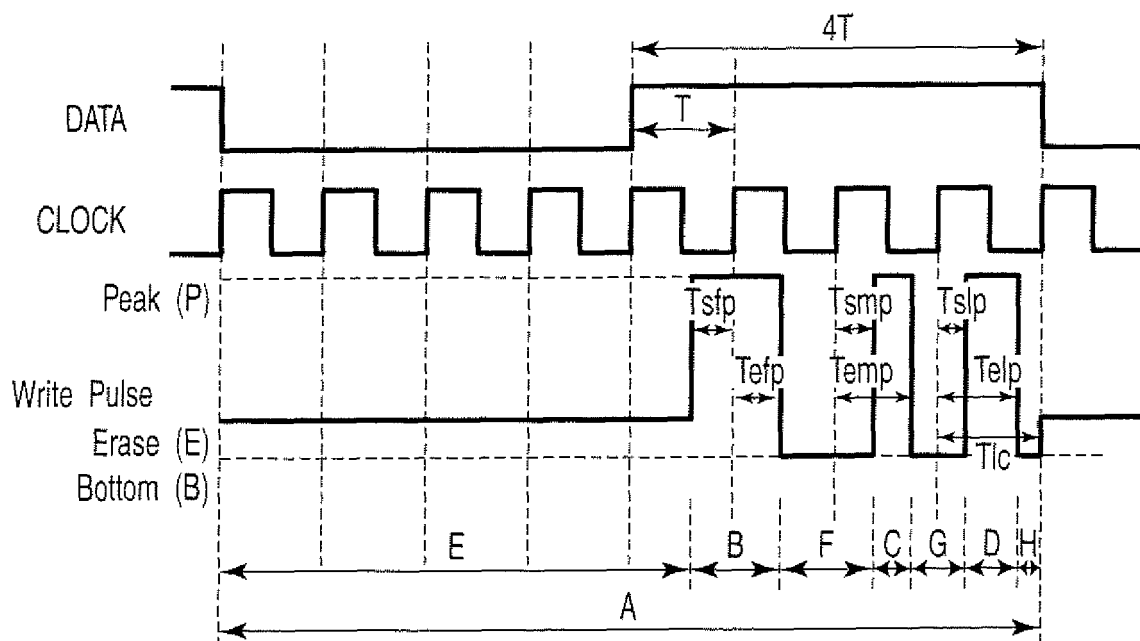 4T
DATA
T
CLOCK
Peak (P)
Tsfp
Tsmp
Tslp
Tefp
Temp
Telp
Write Pulse
Erase (E)
Tlc
Bottom (B)
E
B
F
C
G
D
H
A